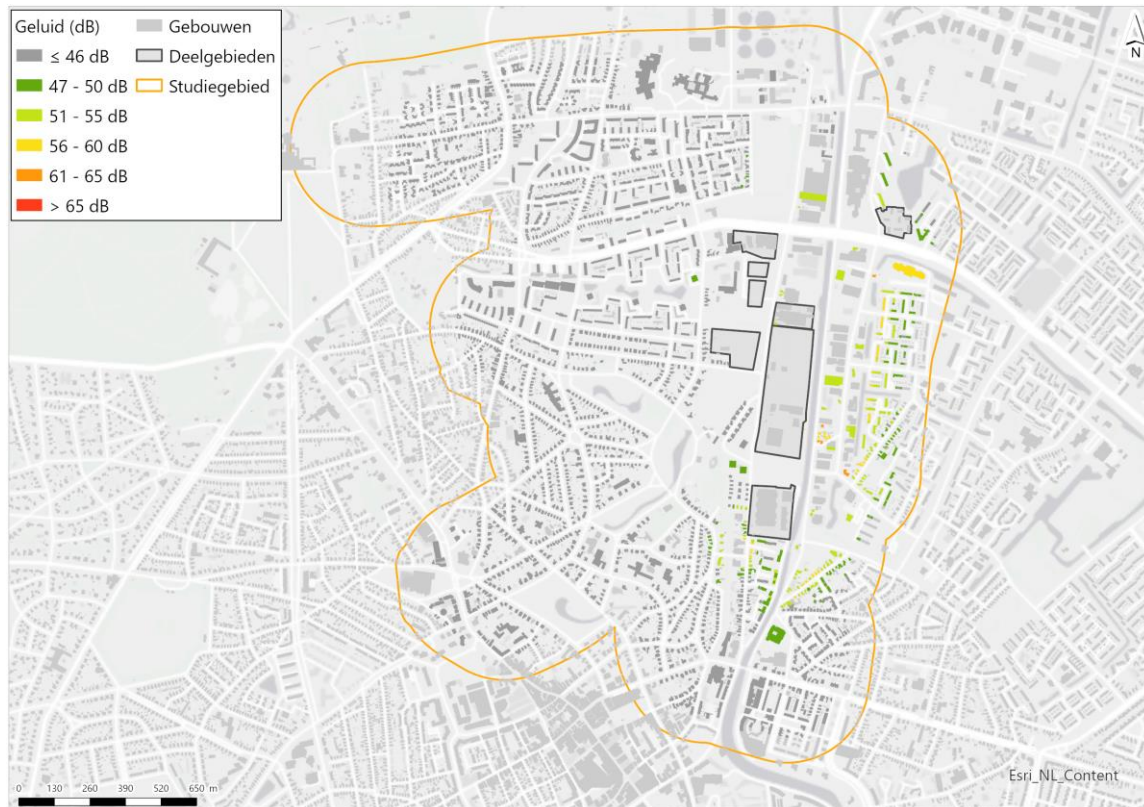 Geluid (dB)
≤ 46 dB
47 - 50 dB
51 - 55 dB
56 - 60 dB
61 - 65 dB
> 65 dB
Gebouwen
Deelgebieden
Studiegebied
N
Esri_NL_Content
0 130 260 390 520 650 m